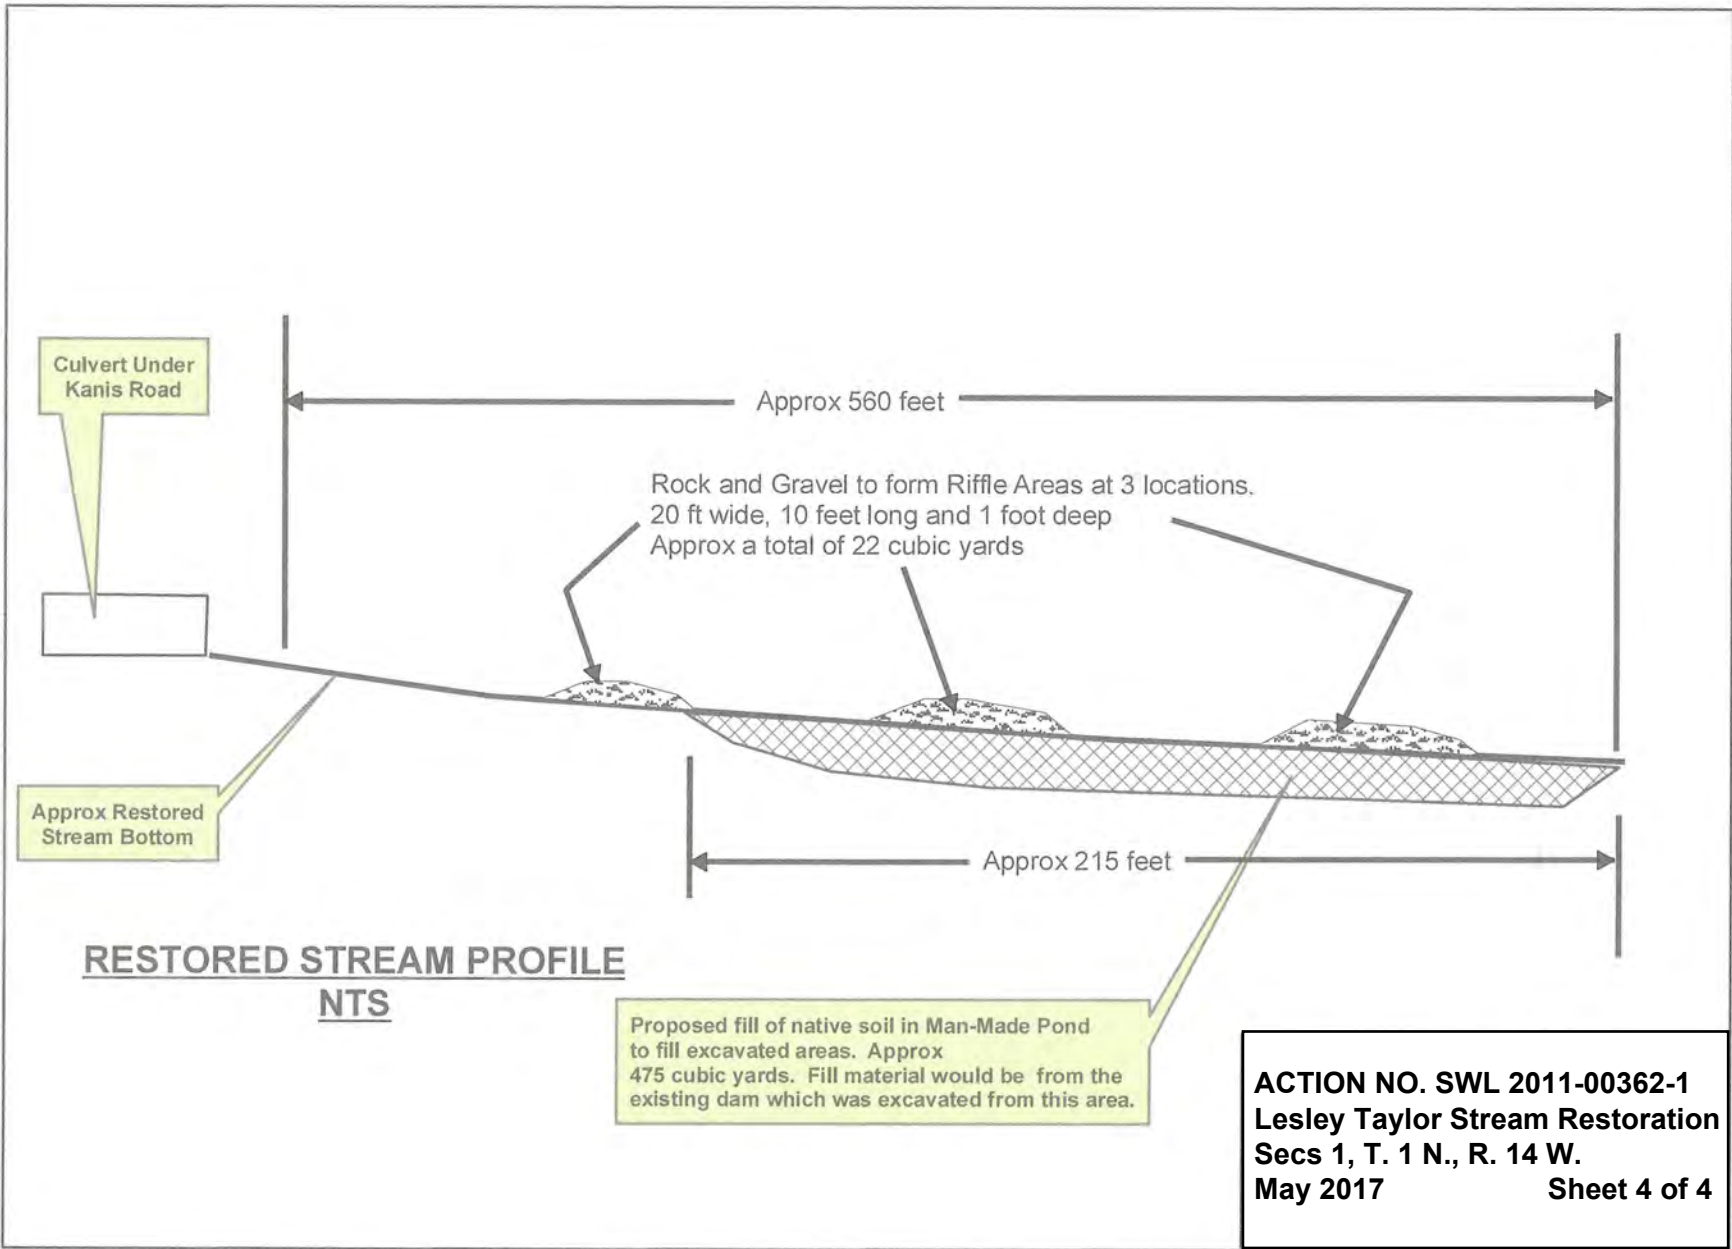 Culvert Under
Kanis Road
Approx 560 feet
Rock and Gravel to form Riffle Areas at 3 locations.
20 ft wide, 10 feet long and 1 foot deep
Approx a total of 22 cubic yards
Approx Restored
Stream Bottom
Approx 215 feet
RESTORED STREAM PROFILE
NTS
Proposed fill of native soil in Man-Made Pond
to fill excavated areas. Approx
475 cubic yards. Fill material would be from the
existing dam which was excavated from this area.
ACTION NO. SWL 2011-00362-1
Lesley Taylor Stream Restoration
Secs 1, T. 1 N., R. 14 W.
May 2017 Sheet 4 of 4